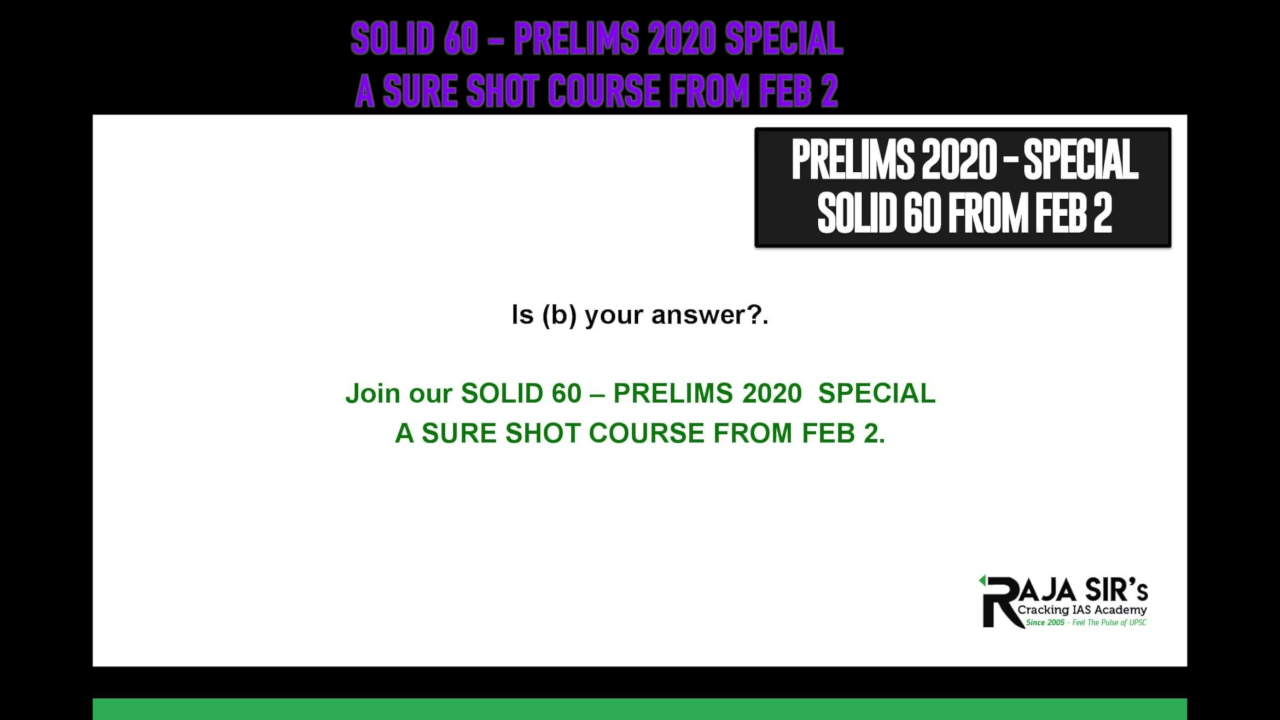 SOLID 60 – PRELIMS 2020 SPECIAL
A SURE SHOT COURSE FROM FEB 2
PRELIMS 2020 – SPECIAL
SOLID 60 FROM FEB 2
Is (b) your answer?.
Join our SOLID 60 – PRELIMS 2020 SPECIAL
A SURE SHOT COURSE FROM FEB 2.
RAJA SIR's
Cracking IAS Academy
Since 2005 - Feel The Pulse of UPSC